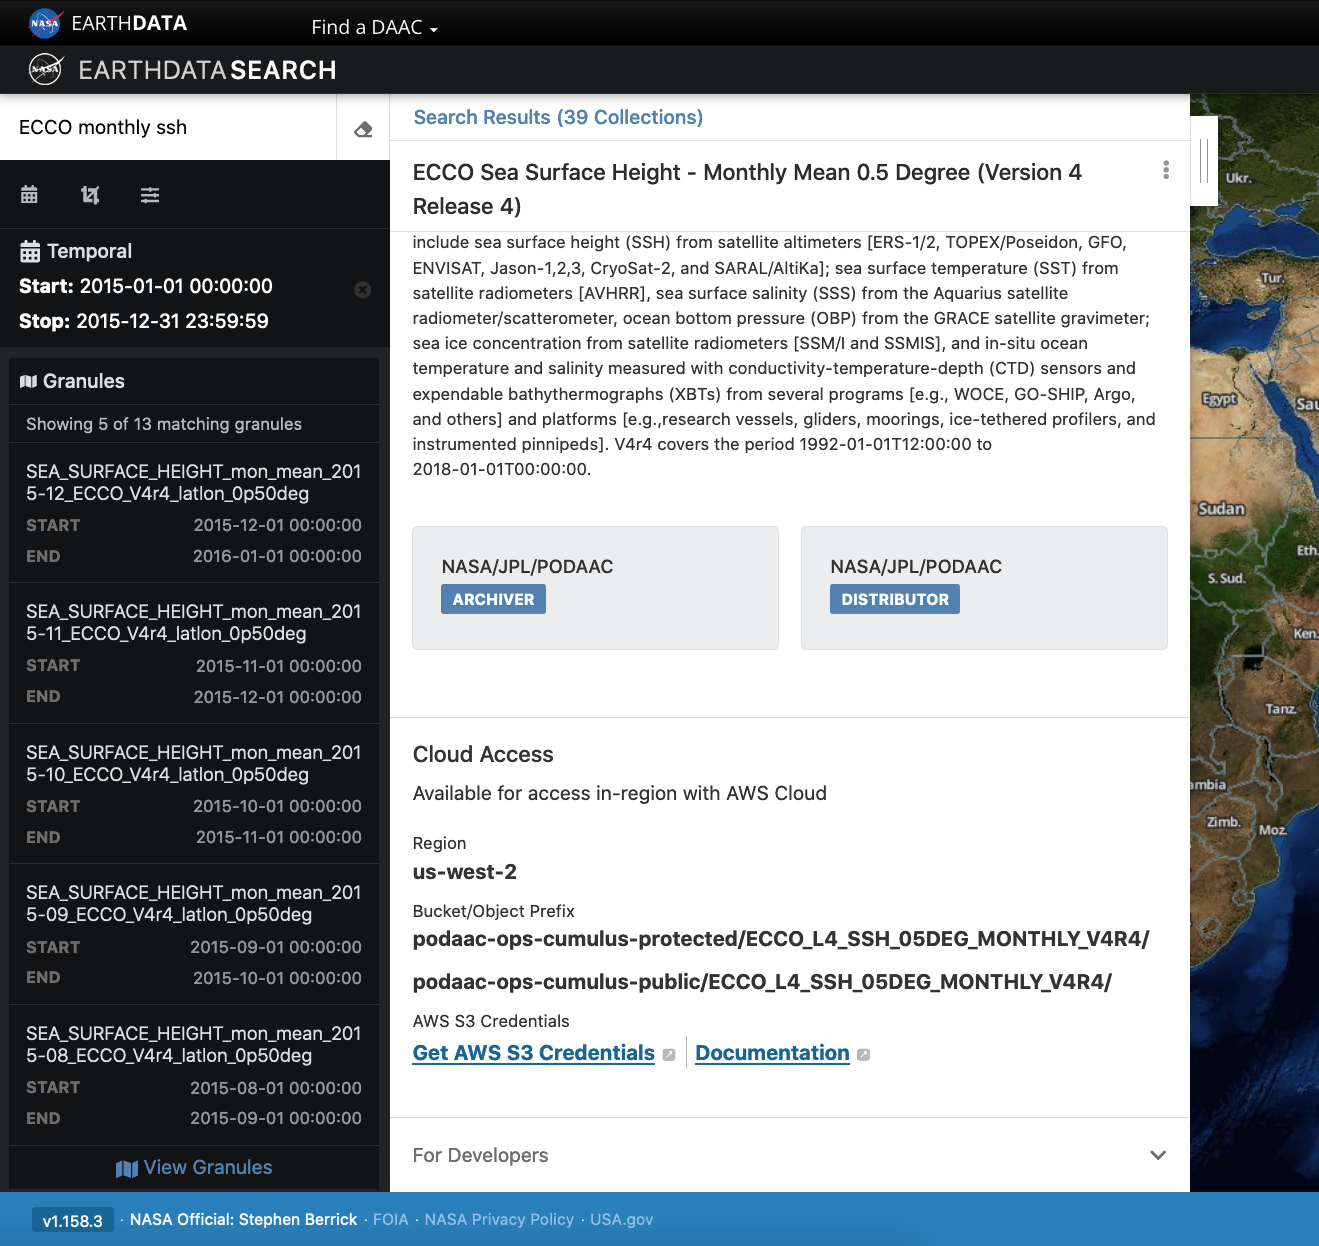 NASA EARTHDATA
Find a DAAC
NASA EARTHDATA SEARCH
ECCO monthly ssh
Temporal
Start: 2015-01-01 00:00:00
Stop: 2015-12-31 23:59:59
Granules
Showing 5 of 13 matching granules
SEA_SURFACE_HEIGHT_mon_mean_201
5-12_ECCO_V4r4_latlon_0p50deg
START 2015-12-01 00:00:00
END 2016-01-01 00:00:00
SEA_SURFACE_HEIGHT_mon_mean_201
5-11_ECCO_V4r4_latlon_0p50deg
START 2015-11-01 00:00:00
END 2015-12-01 00:00:00
SEA_SURFACE_HEIGHT_mon_mean_201
5-10_ECCO_V4r4_latlon_0p50deg
START 2015-10-01 00:00:00
END 2015-11-01 00:00:00
SEA_SURFACE_HEIGHT_mon_mean_201
5-09_ECCO_V4r4_latlon_0p50deg
START 2015-09-01 00:00:00
END 2015-10-01 00:00:00
SEA_SURFACE_HEIGHT_mon_mean_201
5-08_ECCO_V4r4_latlon_0p50deg
START 2015-08-01 00:00:00
END 2015-09-01 00:00:00
View Granules
Search Results (39 Collections)
ECCO Sea Surface Height - Monthly Mean 0.5 Degree (Version 4
Release 4)
include sea surface height (SSH) from satellite altimeters [ERS-1/2, TOPEX/Poseidon, GFO,
ENVISAT, Jason-1,2,3, CryoSat-2, and SARAL/AltiKa]; sea surface temperature (SST) from
satellite radiometers [AVHRR], sea surface salinity (SSS) from the Aquarius satellite
radiometer/scatterometer, ocean bottom pressure (OBP) from the GRACE satellite gravimeter;
sea ice concentration from satellite radiometers [SSM/I and SSMIS], and in-situ ocean
temperature and salinity measured with conductivity-temperature-depth (CTD) sensors and
expendable bathythermographs (XBTs) from several programs [e.g., WOCE, GO-SHIP, Argo,
and others] and platforms [e.g.,research vessels, gliders, moorings, ice-tethered profilers, and
instrumented pinnipeds]. V4r4 covers the period 1992-01-01T12:00:00 to
2018-01-01T00:00:00.
NASA/JPL/PODAAC
ARCHIVER
NASA/JPL/PODAAC
DISTRIBUTOR
Cloud Access
Available for access in-region with AWS Cloud
Region
us-west-2
Bucket/Object Prefix
podaac-ops-cumulus-protected/ECCO_L4_SSH_05DEG_MONTHLY_V4R4/
podaac-ops-cumulus-public/ECCO_L4_SSH_05DEG_MONTHLY_V4R4/
AWS S3 Credentials
Get AWS S3 Credentials
Documentation
For Developers
Ukr.
Tur.
Egypt
Sau
Sudan
Eth.
S. Sud.
Ken.
Tanz.
ambia
Zimb.
Moz.
v1.158.3 · NASA Official: Stephen Berrick · FOIA · NASA Privacy Policy · USA.gov